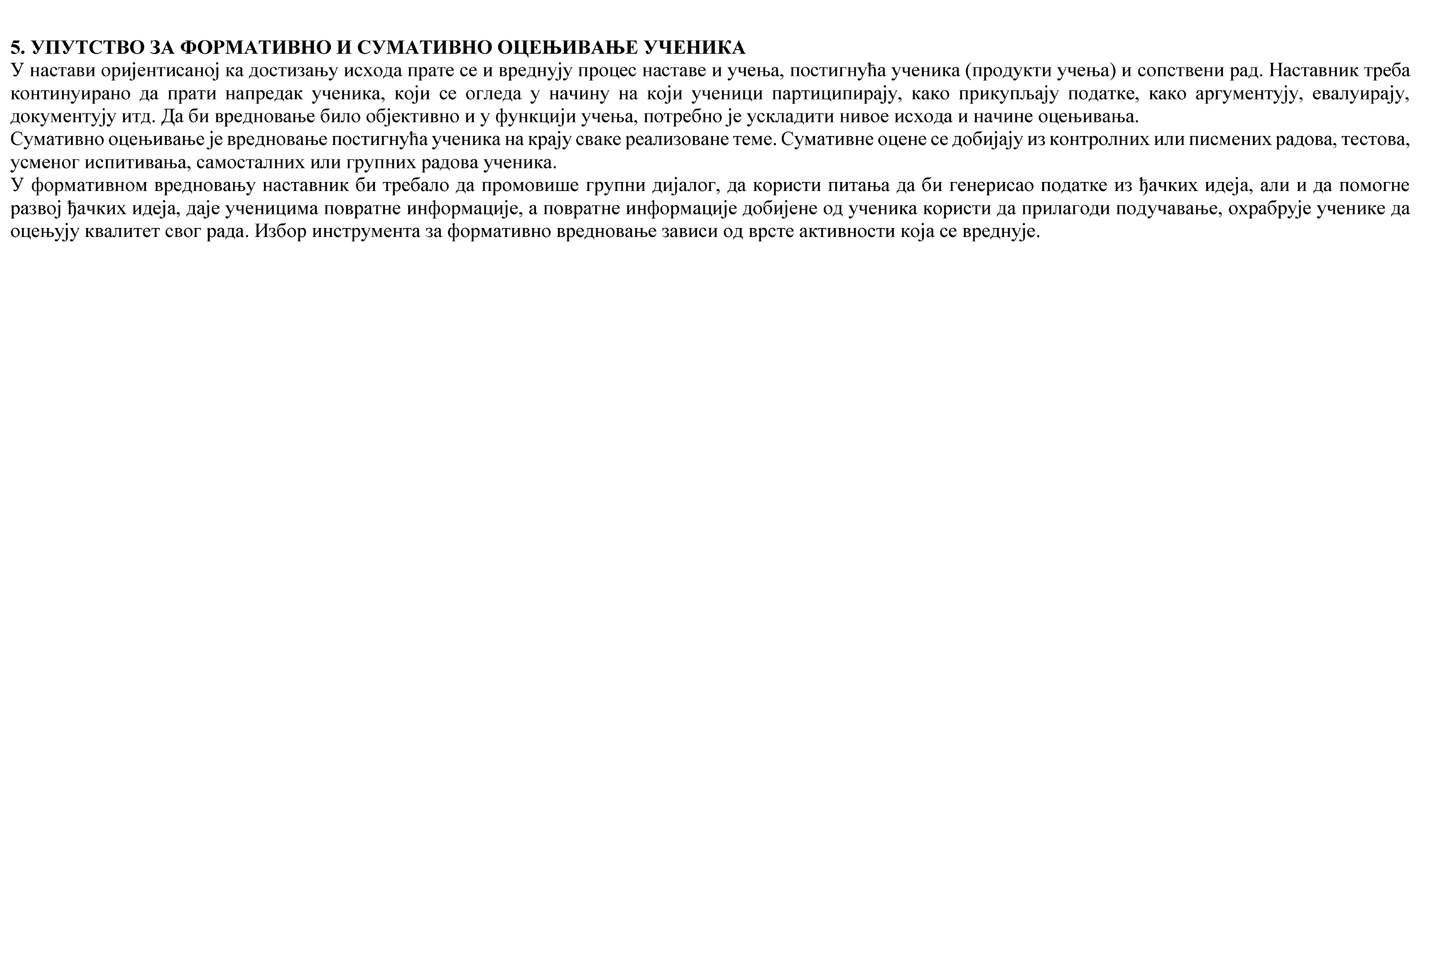 5. УПУТСТВО ЗА ФОРМАТИВНО И СУМАТИВНО ОЦЕЊИВАЊЕ УЧЕНИКА
У настави оријентисаној ка достизању исхода прате се и вреднују процес наставе и учења, постигнућа ученика (продукти учења) и сопствени рад. Наставник треба
континуирано да прати напредак ученика, који се огледа у начину на који ученици партиципирају, како прикупљају податке, како аргументују, евалуирају,
документују итд. Да би вредновање било објективно и у функцији учења, потребно је ускладити нивое исхода и начине оцењивања.
Сумативно оцењивање је вредновање постигнућа ученика на крају сваке реализоване теме. Сумативне оцене се добијају из контролних или писмених радова, тестова,
усменог испитивања, самосталних или групних радова ученика.
У формативном вредновању наставник би требало да промовише групни дијалог, да користи питања да би генерисао податке из ђачких идеја, али и да помогне
развој ђачких идеја, даје ученицима повратне информације, а повратне информације добијене од ученика користи да прилагоди подучавање, охрабрује ученике да
оцењују квалитет свог рада. Избор инструмента за формативно вредновање зависи од врсте активности која се вреднује.